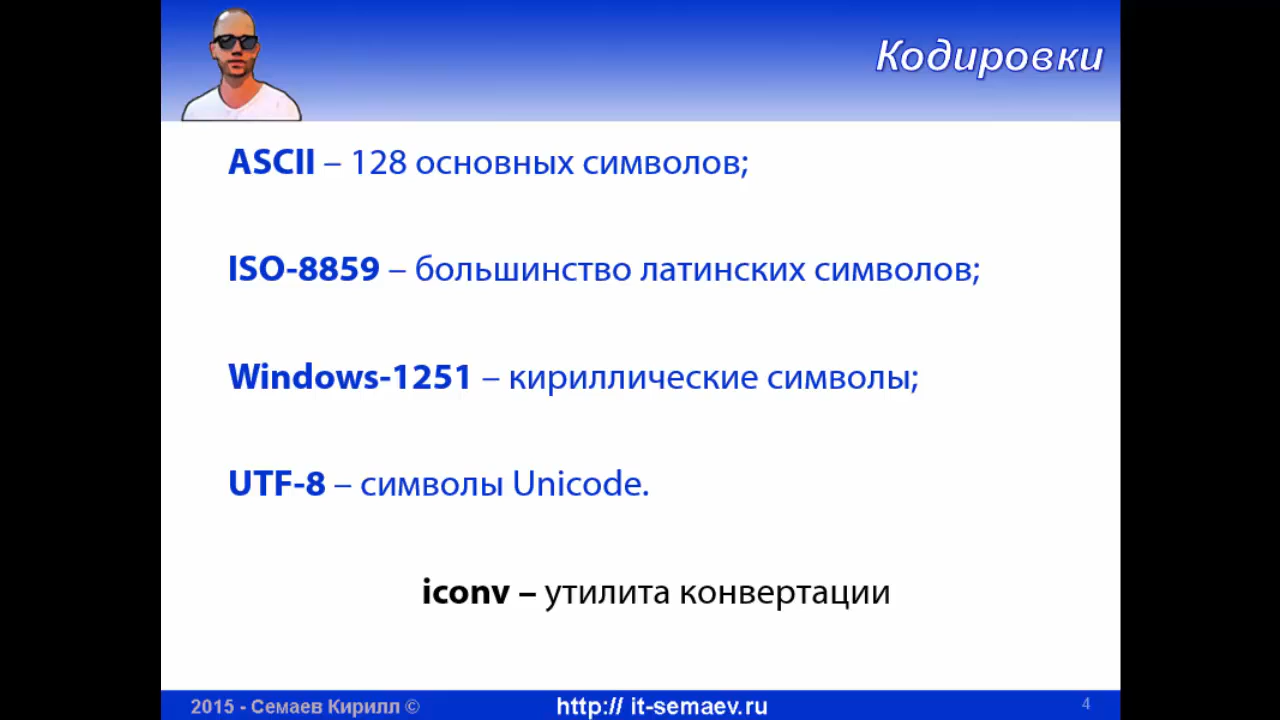 Кодировки
ASCII – 128 основных символов;
ISO-8859 – большинство латинских символов;
Windows-1251 – кириллические символы;
UTF-8 – символы Unicode.
iconv – утилита конвертации
2015 - Семаев Кирилл © http:// it-semaev.ru 4